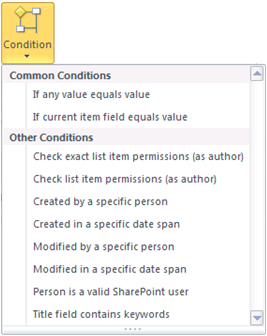 Condition
Common Conditions
If any value equals value
If current item field equals value
Other Conditions
Check exact list item permissions (as author)
Check list item permissions (as author)
Created by a specific person
Created in a specific date span
Modified by a specific person
Modified in a specific date span
Person is a valid SharePoint user
Title field contains keywords